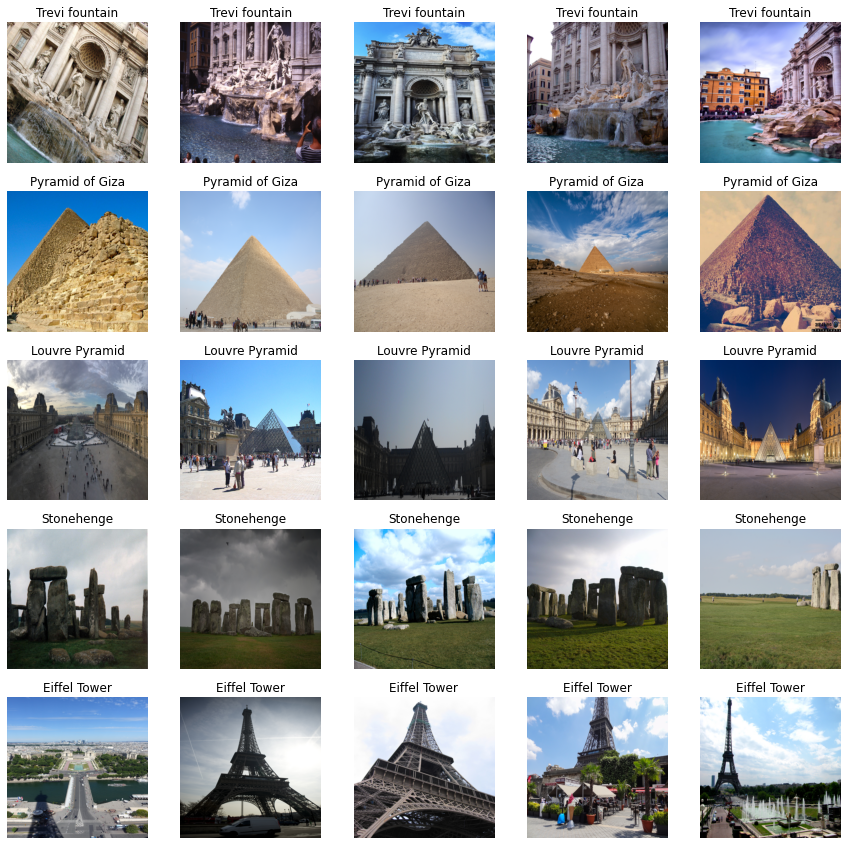 Trevi fountain
Trevi fountain
Trevi fountain
Trevi fountain
Trevi fountain
Pyramid of Giza
Pyramid of Giza
Pyramid of Giza
Pyramid of Giza
Pyramid of Giza
Louvre Pyramid
Louvre Pyramid
Louvre Pyramid
Louvre Pyramid
Louvre Pyramid
Stonehenge
Stonehenge
Stonehenge
Stonehenge
Stonehenge
Eiffel Tower
Eiffel Tower
Eiffel Tower
Eiffel Tower
Eiffel Tower